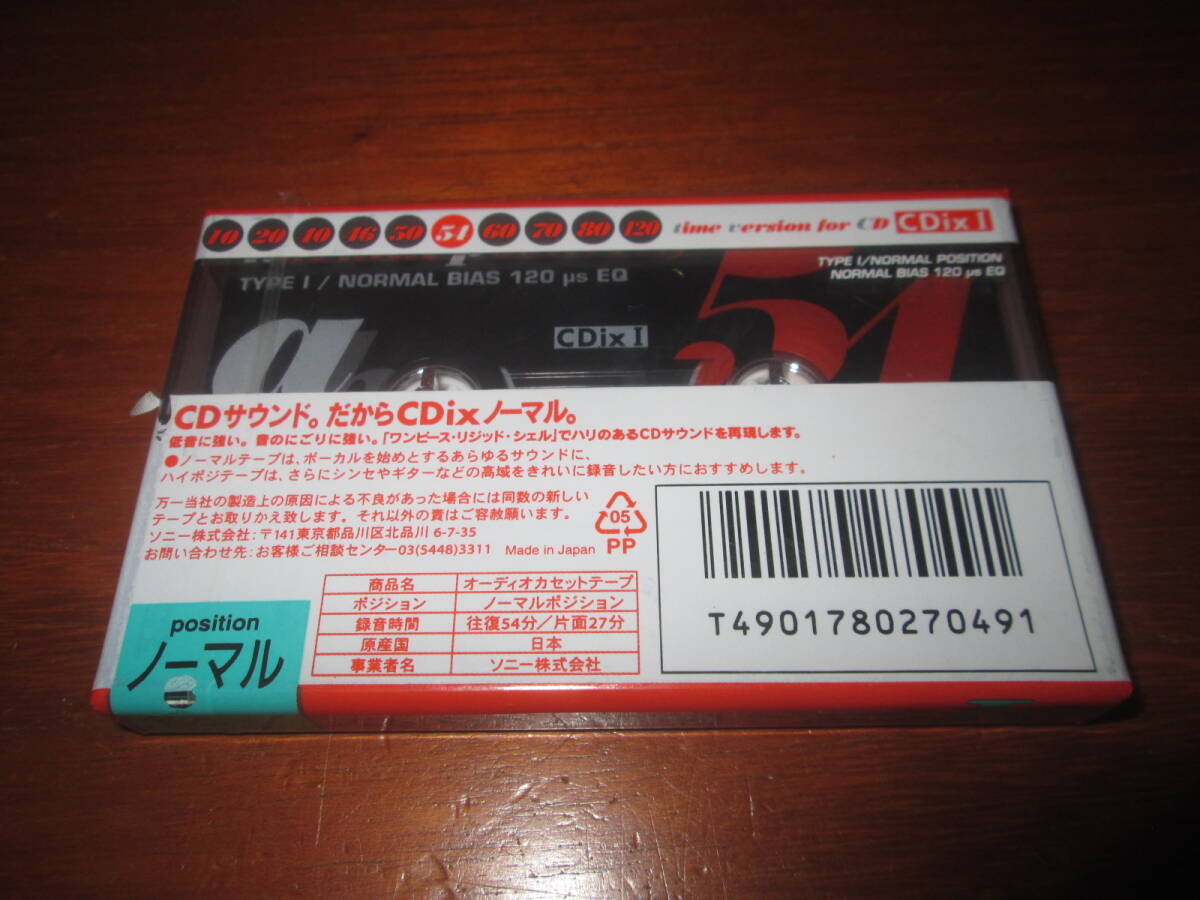 10 20 40 46 50 54 60 70 80 120 time version for CD CDix I
TYPE I / NORMAL BIAS 120 µs EQ
TYPE I/NORMAL POSITION
NORMAL BIAS 120 µs EQ
CDix I
54
CDサウンド。だからCDixノーマル。
低音に強い。音のにごりに強い。「ワンピース・リジッド・シェル」でハリのあるCDサウンドを再現します。
●ノーマルテープは、ボーカルを始めとするあらゆるサウンドに、
ハイポジテープは、さらにシンセやギターなどの高域をきれいに録音したい方におすすめします。
万一当社の製造上の原因による不良があった場合には同数の新しい
テープとお取りかえ致します。それ以外の責はご容赦願います。
ソニー株式会社:〒141東京都品川区北品川 6-7-35
お問い合わせ先:お客様ご相談センター03(5448)3311 Made in Japan
05
PP
商品名 オーディオカセットテープ
ポジション ノーマルポジション
録音時間 往復54分/片面27分
原産国 日本
事業者名 ソニー株式会社
T4901780270491
position
ノーマル